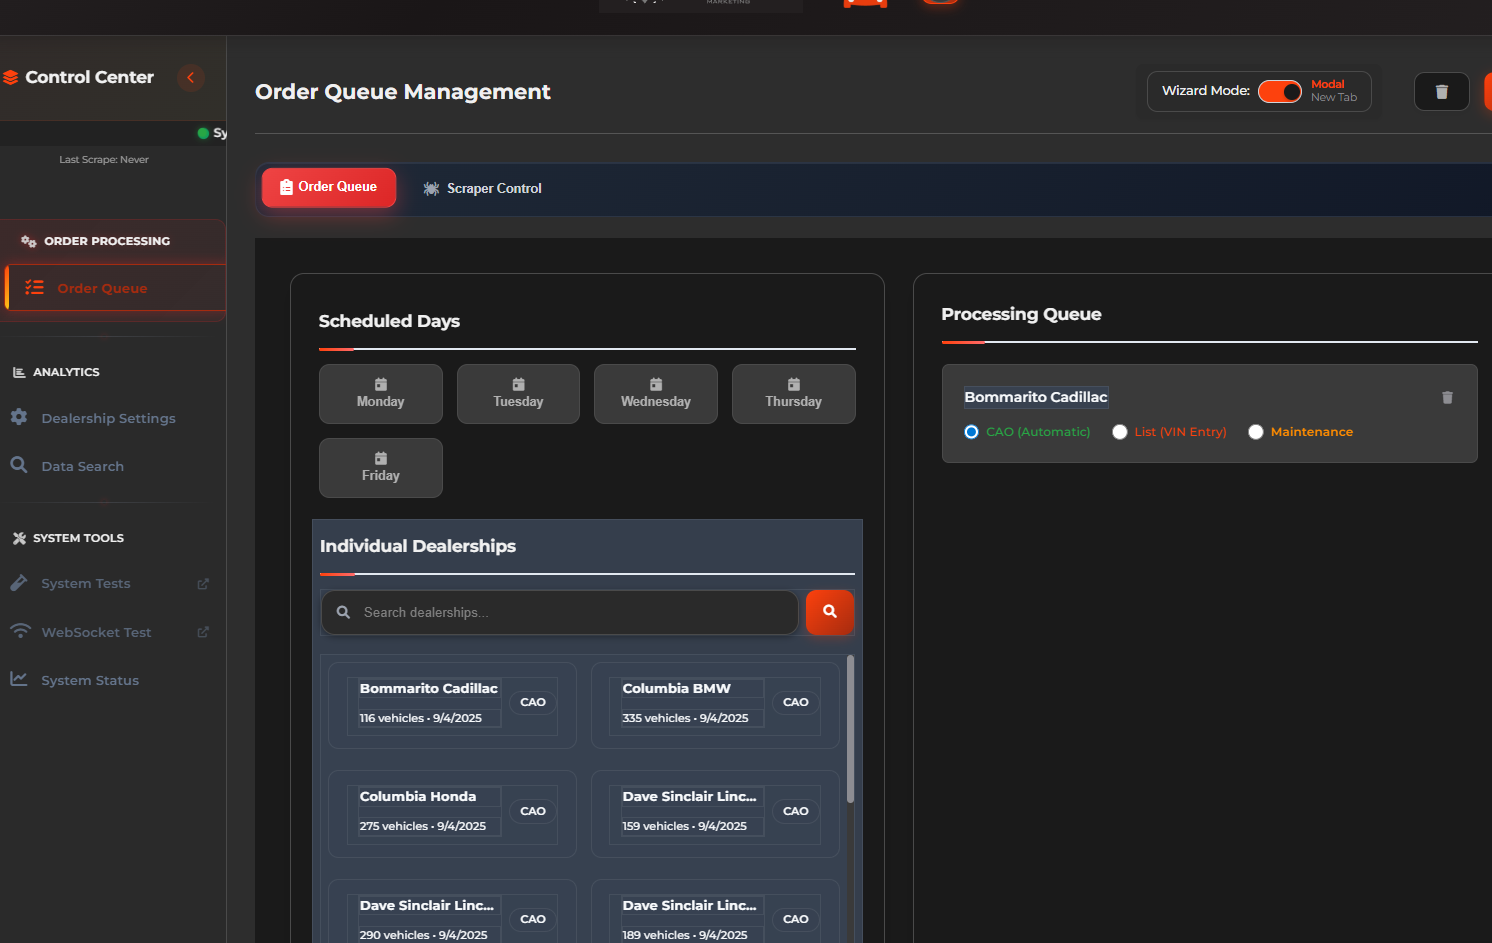 MARKETING
Control Center
Order Queue Management
Wizard Mode:
Modal
New Tab
Sy
Last Scrape: Never
Order Queue
Scraper Control
ORDER PROCESSING
Order Queue
ANALYTICS
Dealership Settings
Data Search
SYSTEM TOOLS
System Tests
WebSocket Test
System Status
Scheduled Days
Monday
Tuesday
Wednesday
Thursday
Friday
Individual Dealerships
Search dealerships...
Bommarito Cadillac
116 vehicles • 9/4/2025
CAO
Columbia BMW
335 vehicles • 9/4/2025
CAO
Columbia Honda
275 vehicles • 9/4/2025
CAO
Dave Sinclair Linc...
159 vehicles • 9/4/2025
CAO
Dave Sinclair Linc...
290 vehicles • 9/4/2025
CAO
Dave Sinclair Linc...
189 vehicles • 9/4/2025
CAO
Processing Queue
Bommarito Cadillac
CAO (Automatic)
List (VIN Entry)
Maintenance